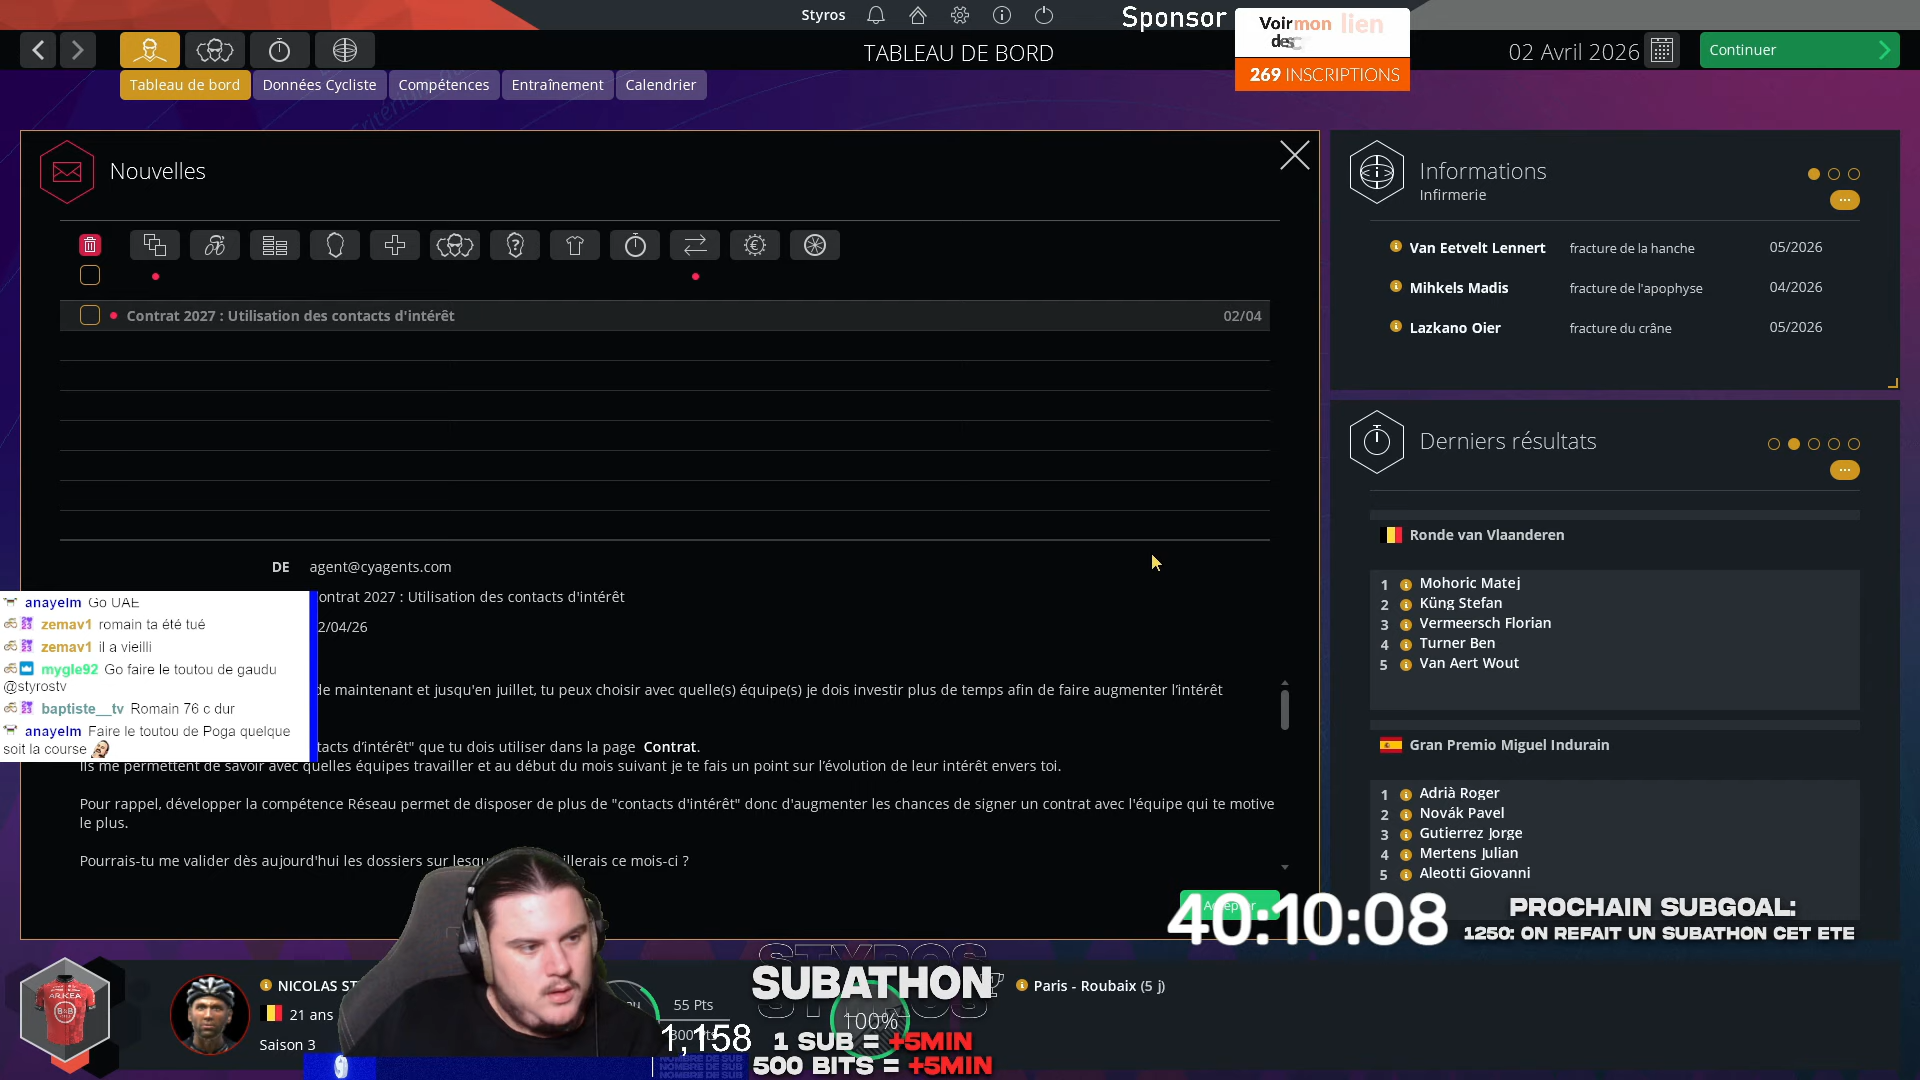 Styros
Sponsor
Voir mon lien
269 INSCRIPTIONS
TABLEAU DE BORD
02 Avril 2026
Continuer
Tableau de bord
Données Cycliste
Compétences
Entraînement
Calendrier
Nouvelles
Contrat 2027 : Utilisation des contacts d'intérêt 02/04
DE agent@cyagents.com
ontrat 2027 : Utilisation des contacts d'intérêt
2/04/26
de maintenant et jusqu'en juillet, tu peux choisir avec quelle(s) équipe(s) je dois investir plus de temps afin de faire augmenter l'intérêt
tacts d'intérêt" que tu dois utiliser dans la page Contrat.
Ils me permettent de savoir avec quelles équipes travailler et au début du mois suivant je te fais un point sur l'évolution de leur intérêt envers toi.
Pour rappel, développer la compétence Réseau permet de disposer de plus de "contacts d'intérêt" donc d'augmenter les chances de signer un contrat avec l'équipe qui te motive
le plus.
Pourrais-tu me valider dès aujourd'hui les dossiers sur lesqu illerais ce mois-ci ?
anayelm Go UAE
zemav1 romain ta été tué
zemav1 il a vieilli
mygle92 Go faire le toutou de gaudu
@styrostv
baptiste__tv Romain 76 c dur
anayelm Faire le toutou de Poga quelque
soit la course
Informations
Infirmerie
Van Eetvelt Lennert fracture de la hanche 05/2026
Mihkels Madis fracture de l'apophyse 04/2026
Lazkano Oier fracture du crâne 05/2026
Derniers résultats
Ronde van Vlaanderen
1 Mohoric Matej
2 Küng Stefan
3 Vermeersch Florian
4 Turner Ben
5 Van Aert Wout
Gran Premio Miguel Indurain
1 Adrià Roger
2 Novák Pavel
3 Gutierrez Jorge
4 Mertens Julian
5 Aleotti Giovanni
40:10:08
PROCHAIN SUBGOAL:
1250: ON REFAIT UN SUBATHON CET ETE
ARKEA
B&B
NICOLAS ST
21 ans
Saison 3
55 Pts
1,158
STYROS
SUBATHON
100%
1 SUB = +5MIN
500 BITS = +5MIN
NOMBRE DE SUB
NOMBRE DE SUB
NOMBRE DE SUB
Paris - Roubaix (5 j)